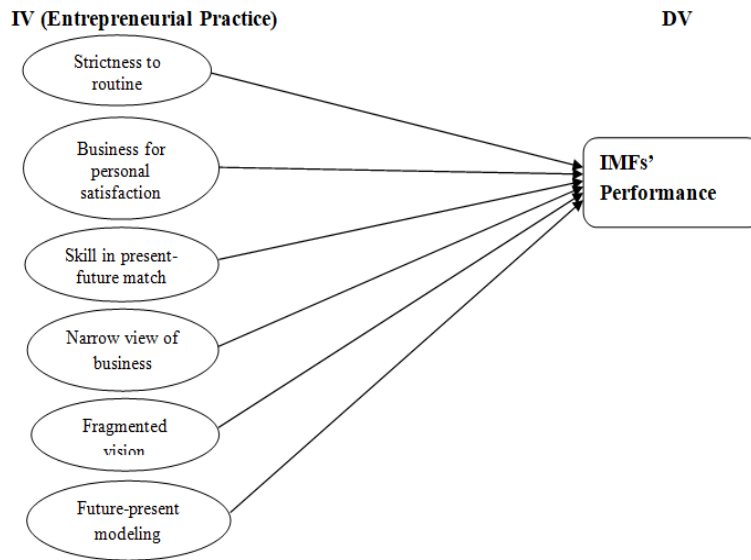 IV (Entrepreneurial Practice)
DV
Strictness to
routine
Business for
personal
satisfaction
IMFs’
Performance
Skill in present-
future match
Narrow view of
business
Fragmented
vision
Future-present
modeling